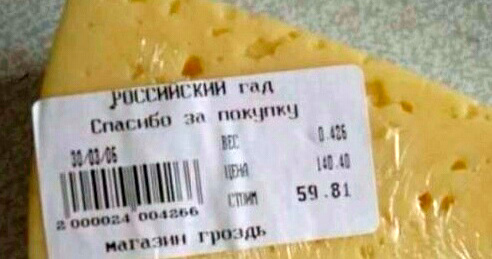 РОССИЙСКИЙ гад
Спасибо за покупку
30/03/06
ВЕС 0.426
ЦЕНА 140.40
СТОИМ 59.81
2 000024 004266
магазин гроздь